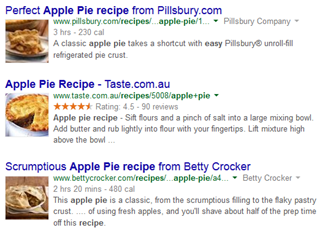 Perfect Apple Pie recipe from Pillsbury.com
www.pillsbury.com/recipes/...apple-pie/1... ▼ Pillsbury Company ▼
3 hrs - 230 cal
A classic apple pie takes a shortcut with easy Pillsbury® unroll-fill
refrigerated pie crust.
Apple Pie Recipe - Taste.com.au
www.taste.com.au/recipes/5008/apple+pie ▼
★★★★★ Rating: 4.5 - 90 reviews
Apple pie recipe - Sift flours and a pinch of salt into a large mixing bowl.
Add butter and rub lightly into flour with your fingertips. Lift mixture high
above the bowl ...
Scrumptious Apple Pie recipe from Betty Crocker
www.bettycrocker.com/recipes/...apple-pie/a4... ▼ Betty Crocker ▼
2 hrs 20 mins - 480 cal
This apple pie is a classic, from the scrumptious filling to the flaky pastry
crust. .... of using fresh apples, and you'll shave about half of the prep time
off this recipe.